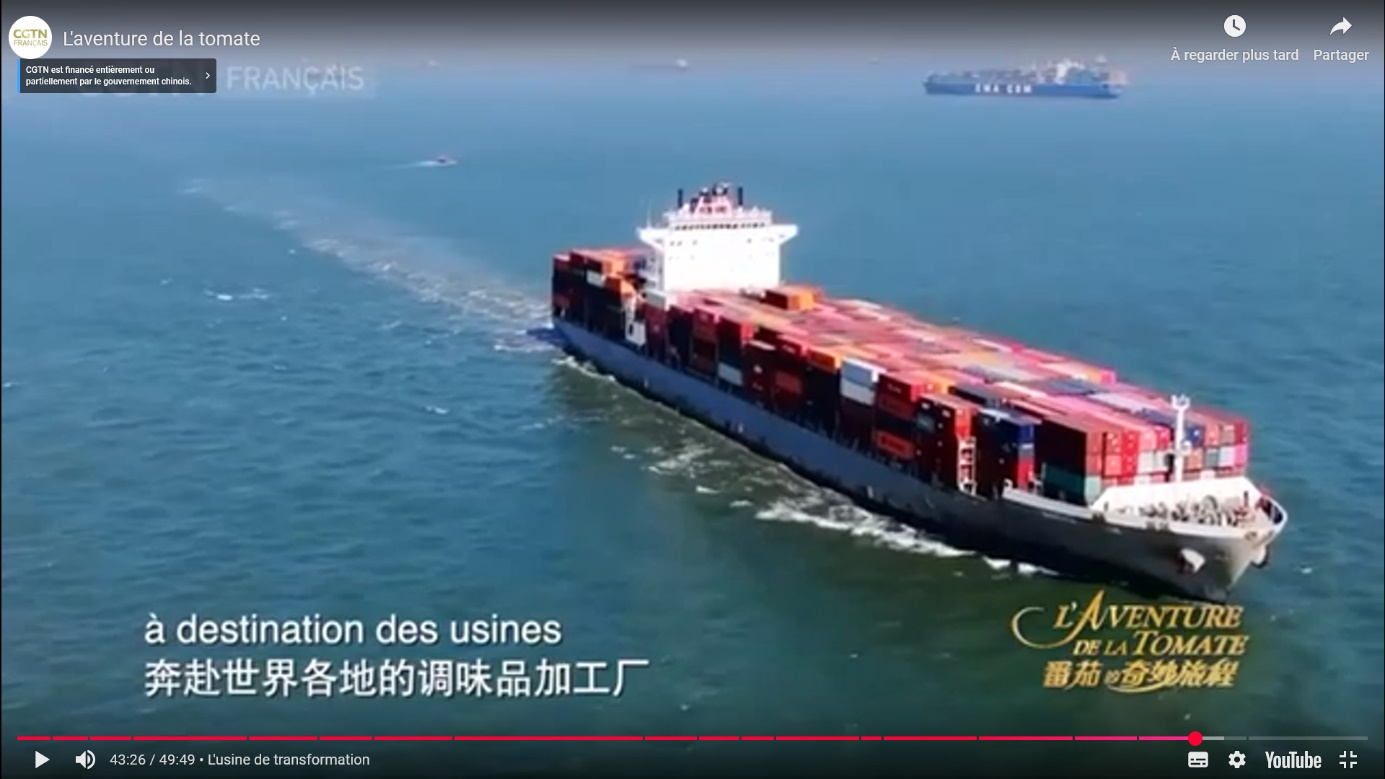 CGTN
FRANÇAIS
L'aventure de la tomate
À regarder plus tard
Partager
CGTN est financé entièrement ou
partiellement par le gouvernement chinois.
FRANÇAIS
CMA CGM
à destination des usines
奔赴世界各地的调味品加工厂
L'AVENTURE
DE LA TOMATE
番茄的奇妙旅程
43:26 / 49:49 • L'usine de transformation
YouTube